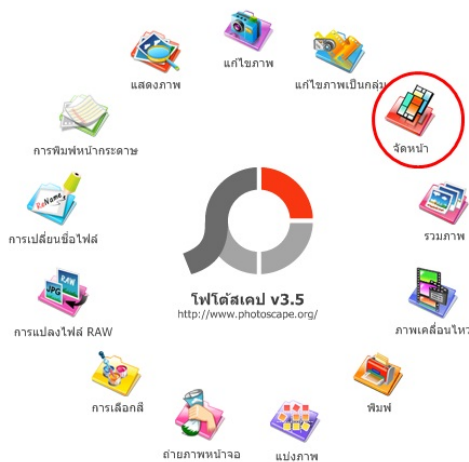 แก้ไขภาพ
แก้ไขภาพเป็นกลุ่ม
แสดงภาพ
จัดหน้า
การพิมพ์หน้ากระดาษ
ReName
รวมภาพ
การเปลี่ยนชื่อไฟล์
RAW
JPG
โฟโต้สเคป v3.5
http://www.photoscape.org/
ภาพเคลื่อนไหว
การแปลงไฟล์ RAW
การเลือกสี
พิมพ์
ถ่ายภาพหน้าจอ
แบ่งภาพ